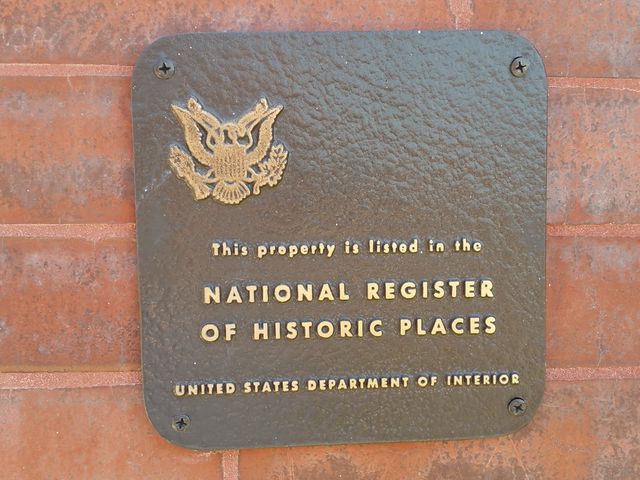 This property is listed in the
NATIONAL REGISTER
OF HISTORIC PLACES
UNITED STATES DEPARTMENT OF INTERIOR